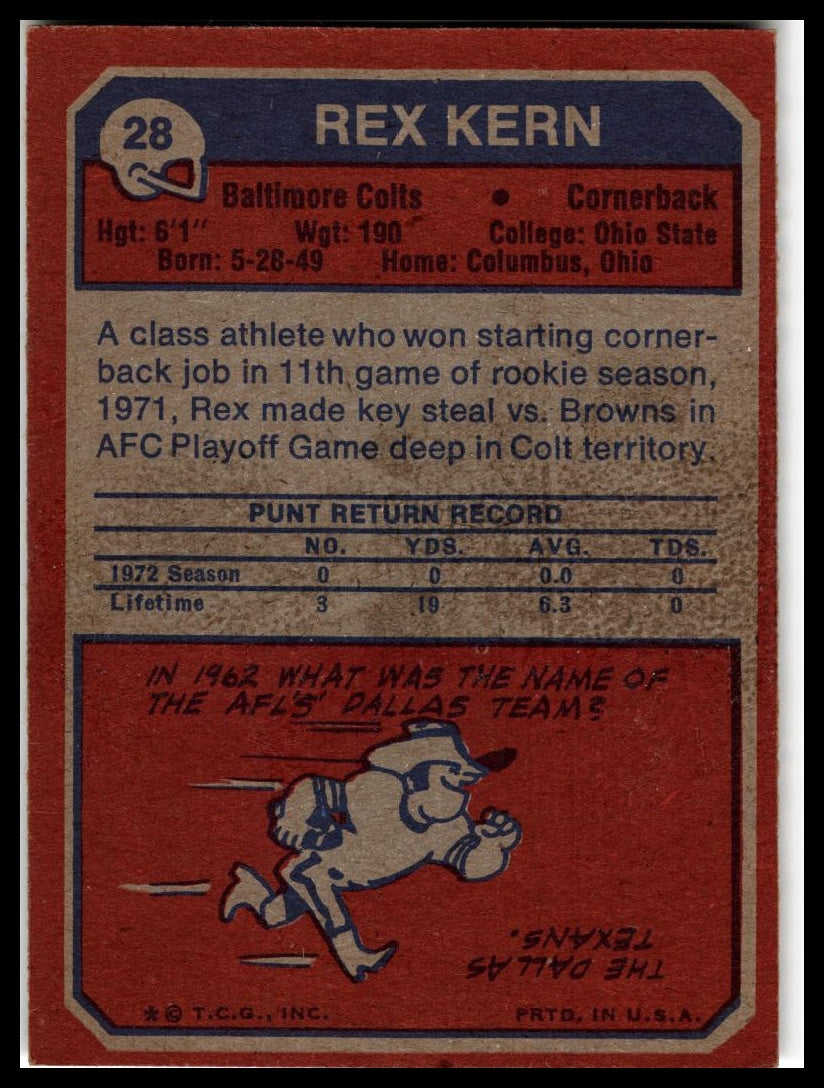 28
REX KERN
Baltimore Colts • Cornerback
Hgt: 6'1" Wgt: 190 College: Ohio State
Born: 5-28-49 Home: Columbus, Ohio
A class athlete who won starting corner-
back job in 11th game of rookie season,
1971, Rex made key steal vs. Browns in
AFC Playoff Game deep in Colt territory.
PUNT RETURN RECORD
NO. YDS. AVG. TDS.
1972 Season 0 0 0.0 0
Lifetime 3 19 6.3 0
IN 1962 WHAT WAS THE NAME OF
THE AFL'S' DALLAS TEAM?
THE DALLAS
TEXANS.
* © T.C.G., INC. PRTD. IN U.S.A.